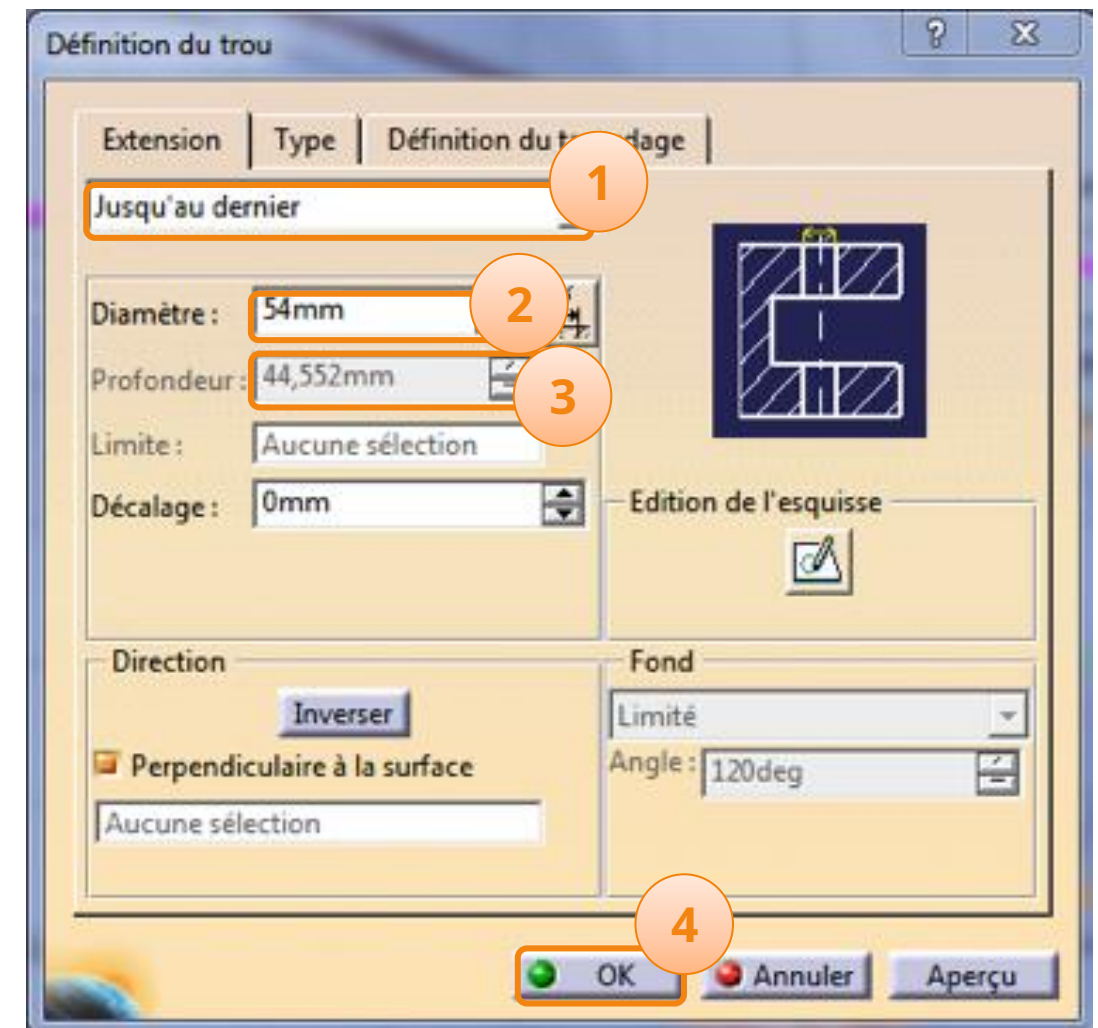 Définition du trou
Extension Type Définition du
1
Jusqu'au dernier
Diamètre : 54mm
2
Profondeur : 44,552mm
3
Limite : Aucune sélection
Décalage : 0mm
Edition de l'esquisse
Direction
Inverser
Perpendiculaire à la surface
Aucune sélection
Fond
Limité
Angle : 120deg
4
OK Annuler Aperçu